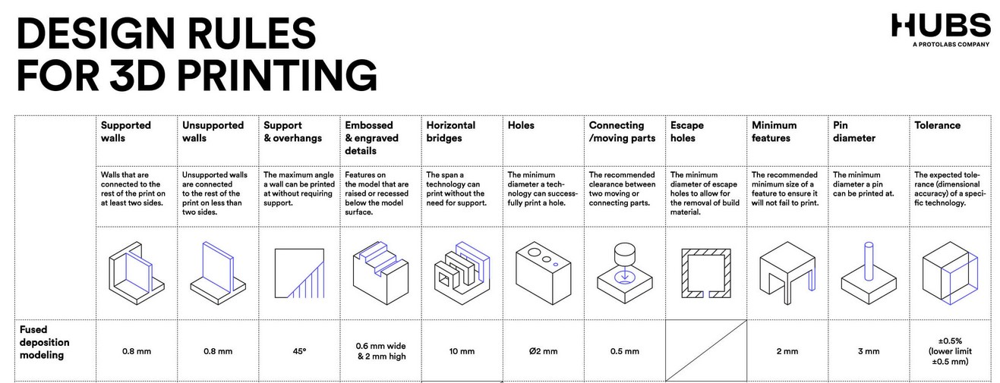 DESIGN RULES
FOR 3D PRINTING
HUBS
A PROTOLABS COMPANY
Supported
walls
Unsupported
walls
Support
& overhangs
Embossed
& engraved
details
Horizontal
bridges
Holes
Connecting
/moving parts
Escape
holes
Minimum
features
Pin
diameter
Tolerance
Walls that are
connected to the
rest of the print on
at least two sides.
Unsupported walls
are connected
to the rest of the
print on less than
two sides.
The maximum angle
a wall can be printed
at without requiring
support.
Features on
the model that are
raised or recessed
below the model
surface.
The span a
technology can
print without the
need for support.
The minimum
diameter a tech-
nology can success-
fully print a hole.
The recommended
clearance between
two moving or
connecting parts.
The minimum
diameter of escape
holes to allow for
the removal of build
material.
The recommended
minimum size of a
feature to ensure it
will not fail to print.
The minimum
diameter a pin
can be printed at.
The expected tole-
rance (dimensional
accuracy) of a speci-
fic technology.
Fused
deposition
modeling
0.8 mm
0.8 mm
45°
0.6 mm wide
& 2 mm high
10 mm
Ø2 mm
0.5 mm
2 mm
3 mm
±0.5%
(lower limit
±0.5 mm)